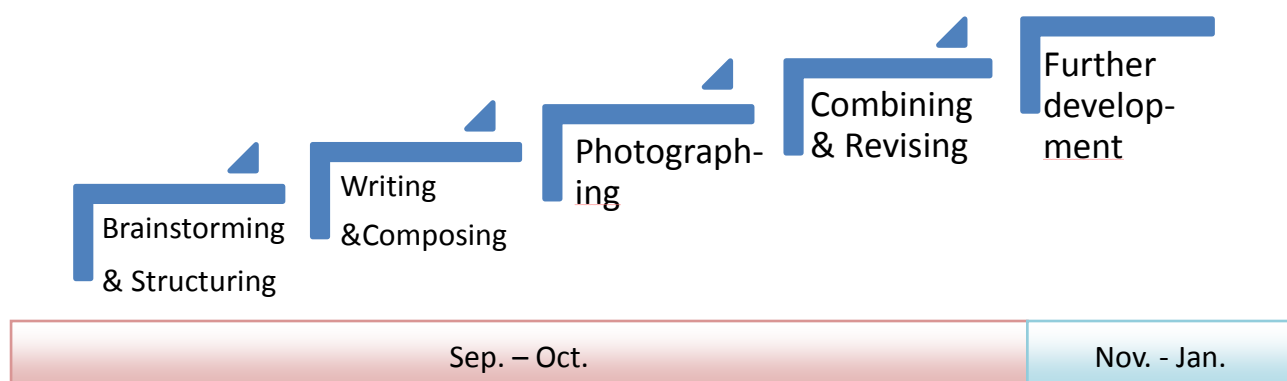 Brainstorming
& Structuring
Writing
&Composing
Photograph-
ing
Combining
& Revising
Further
develop-
ment
Sep. – Oct.
Nov. - Jan.